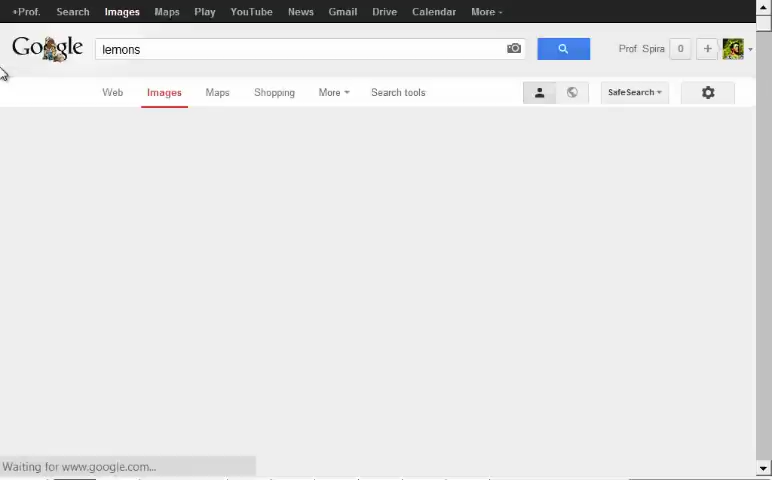 +Prof. Search Images Maps Play YouTube News Gmail Drive Calendar More
Google lemons Prof. Spira 0 +
Web Images Maps Shopping More Search tools SafeSearch
Waiting for www.google.com...